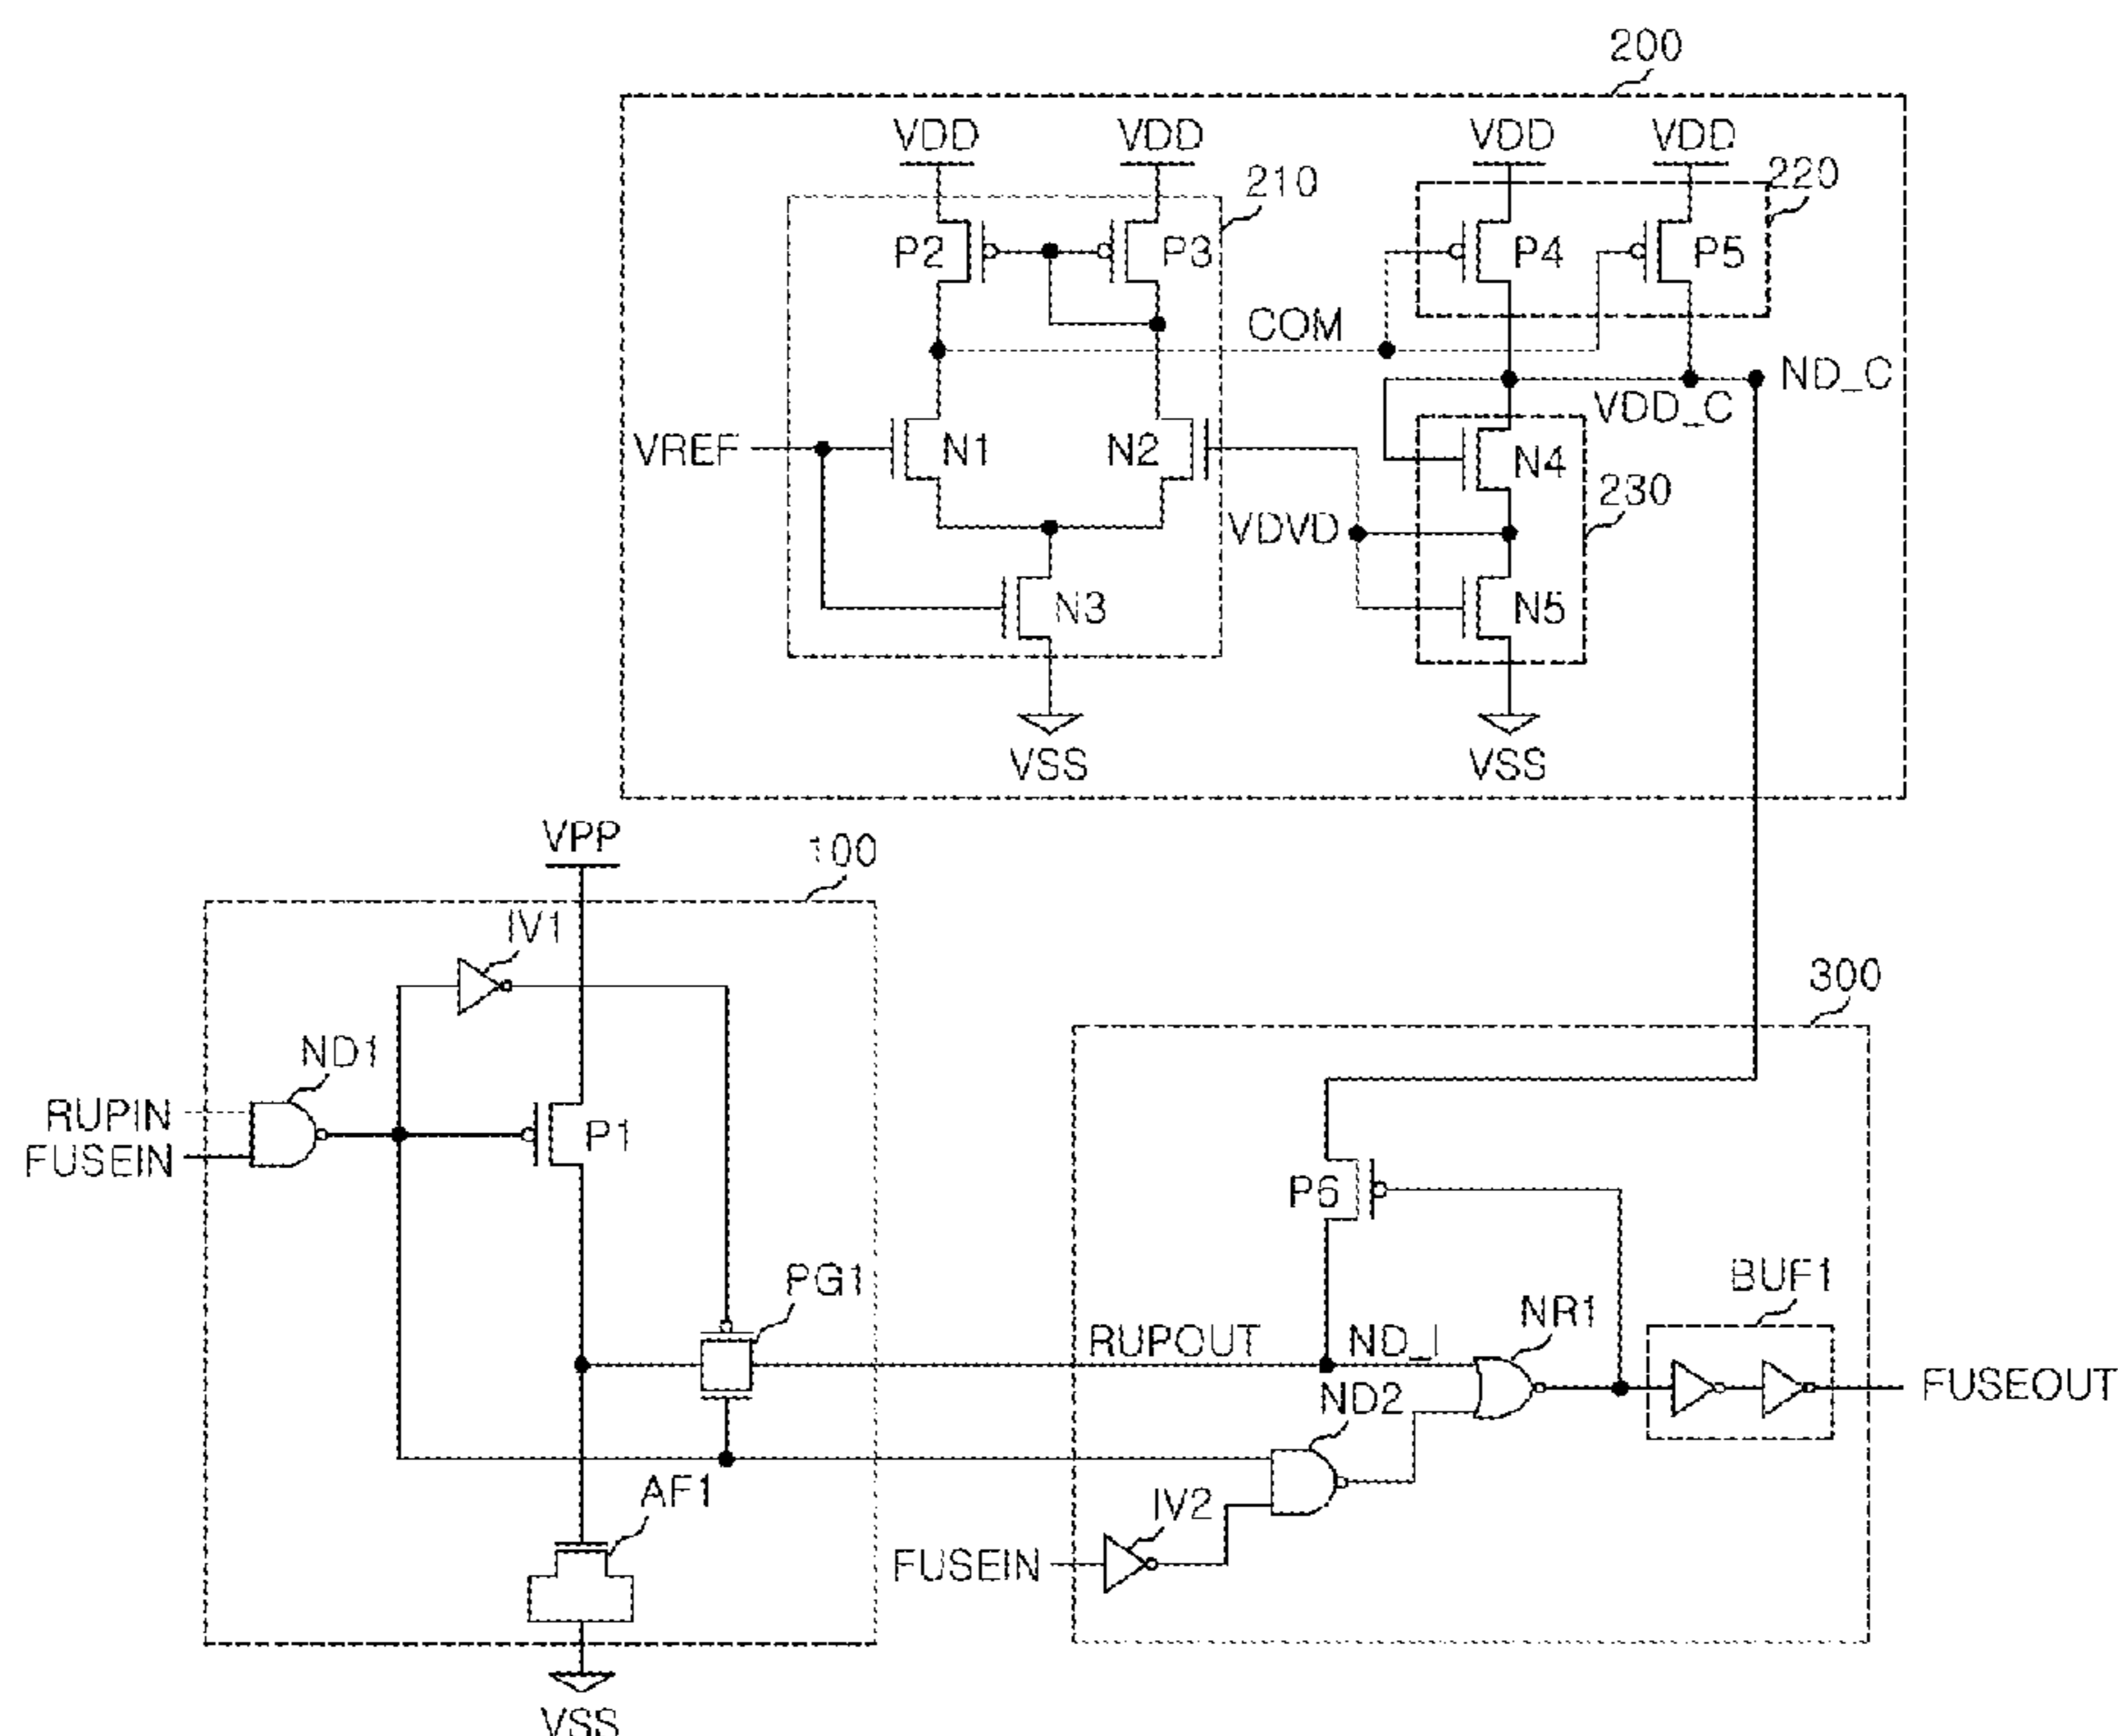 200
VDD VDD VDD VDD
210
220
P2 P3 P4 P5
COM
ND_C
VDD_C
VREF N1 N2 N4
230
VDVD
N3 N5
VSS VSS
VPP
100
IV1
300
ND1
RUPIN
P1
FUSEIN
P6
PG1
BUF1
NR1
RUPOUT ND_I
FUSEOUT
ND2
AF1
IV2
FUSEIN
VSS